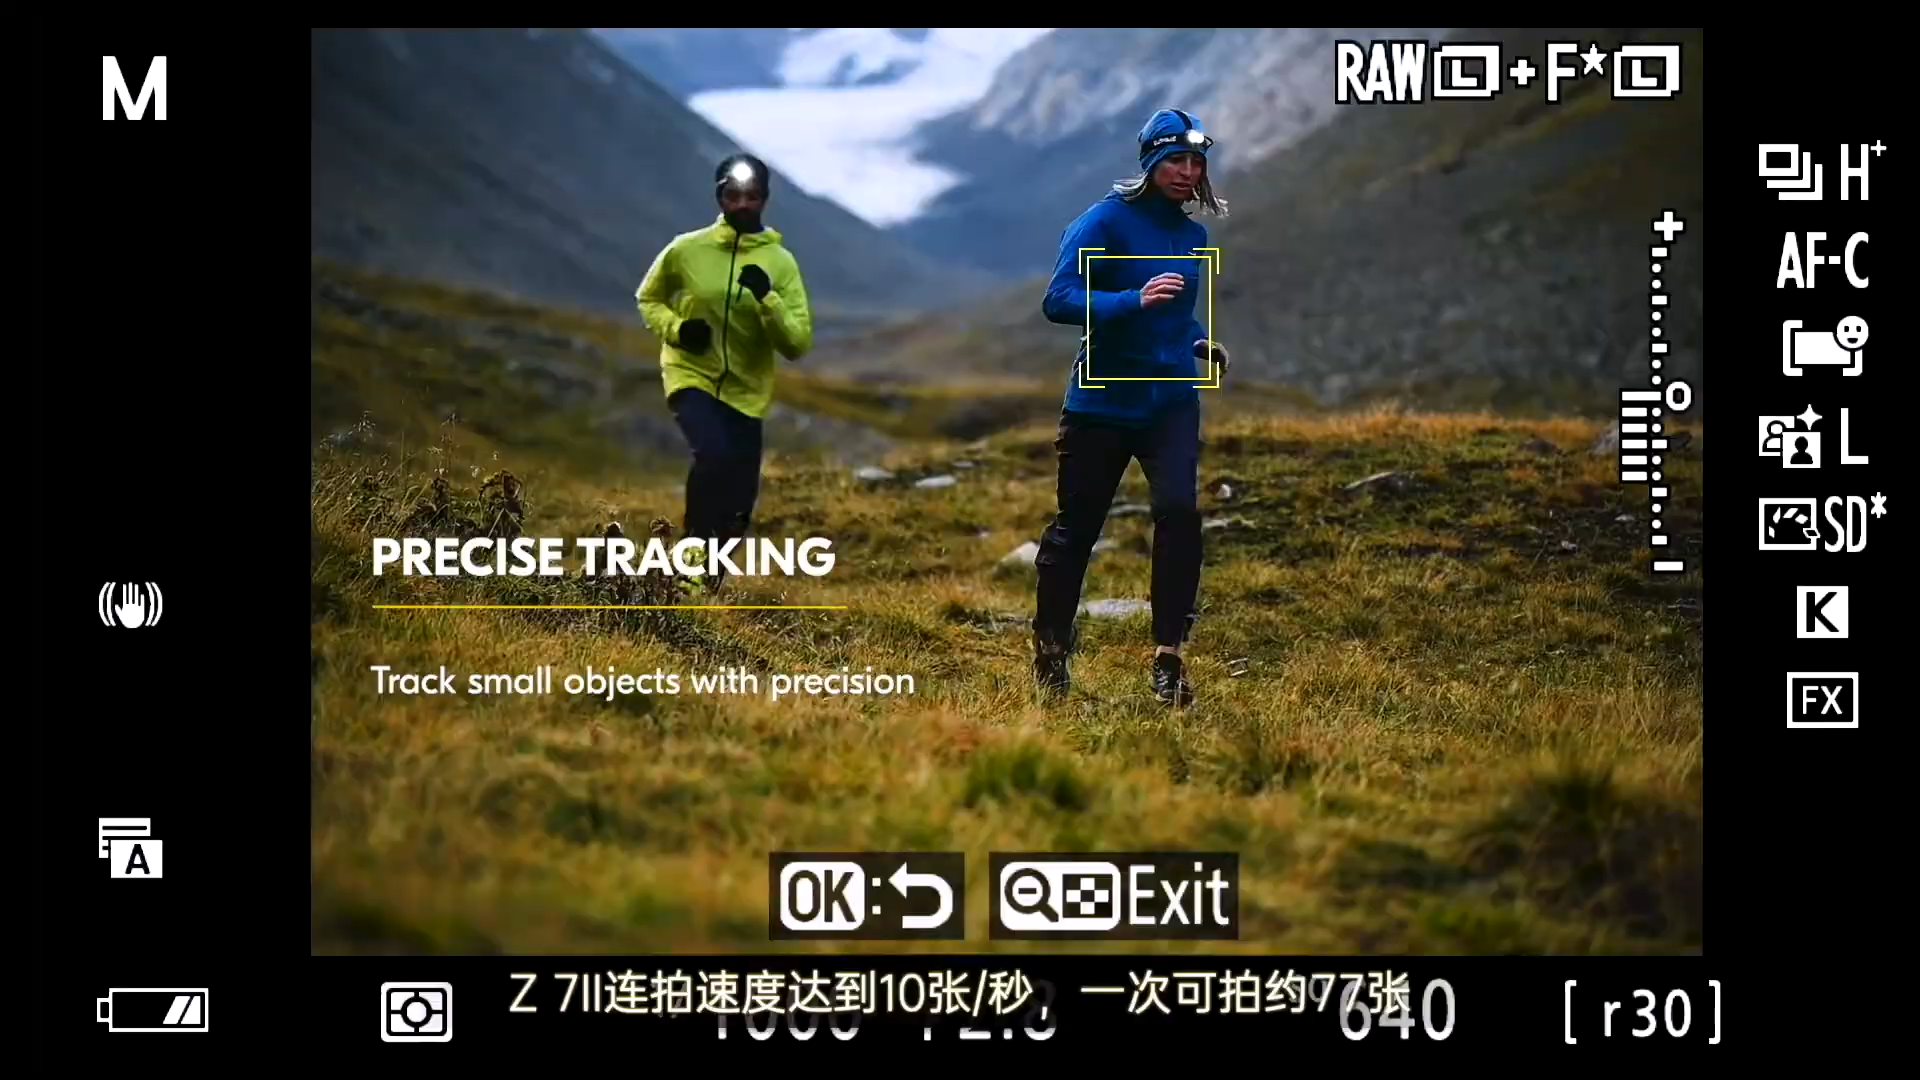 M
RAW L + F★ L
H+
AF-C
L
SD*
K
FX
PRECISE TRACKING
Track small objects with precision
OK : Exit
A
Z 7II连拍速度达到10张/秒，一次可拍约77张
640
[ r30 ]